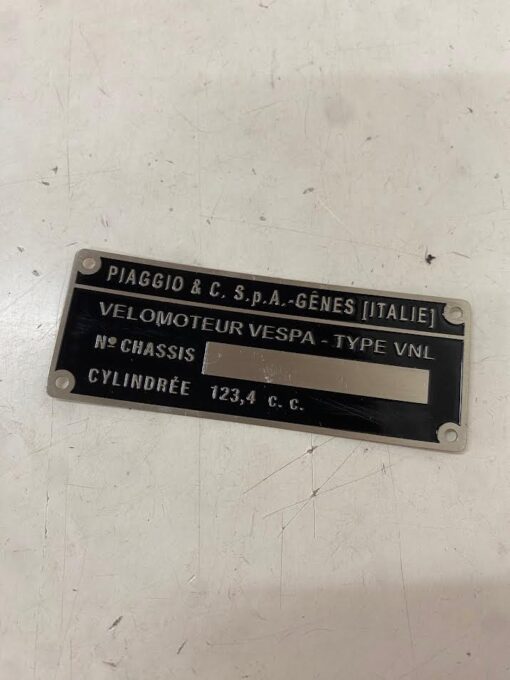 PIAGGIO & C. S.p.A.-GÊNES [ITALIE]
VELOMOTEUR VESPA - TYPE VNL
Nº CHASSIS
CYLINDRÉE 123,4 c. c.